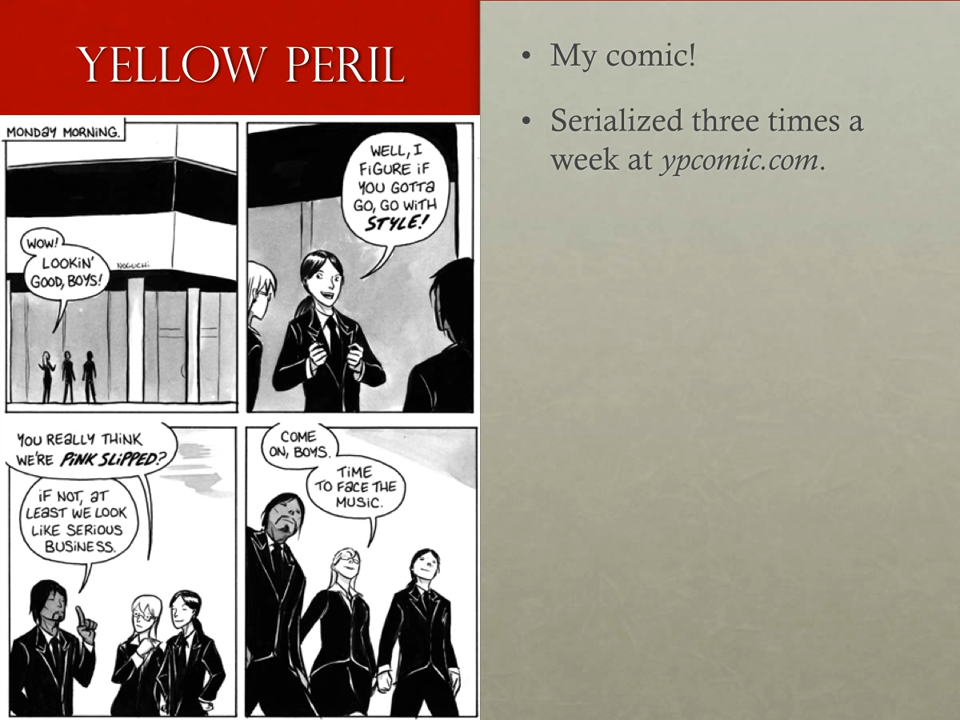 YELLOW PERIL
MONDAY MORNING.
WOW!
LOOKIN'
GOOD, BOYS!
NOGUCHI
WELL, I
FIGURE IF
YOU GOTTA
GO, GO WITH
STYLE!
YOU REALLY THINK
WE'RE PINK SLIPPED?
IF NOT, AT
LEAST WE LOOK
LIKE SERIOUS
BUSINESS.
COME
ON, BOYS.
TIME
TO FACE THE
MUSIC.
• My comic!
• Serialized three times a
week at ypcomic.com.